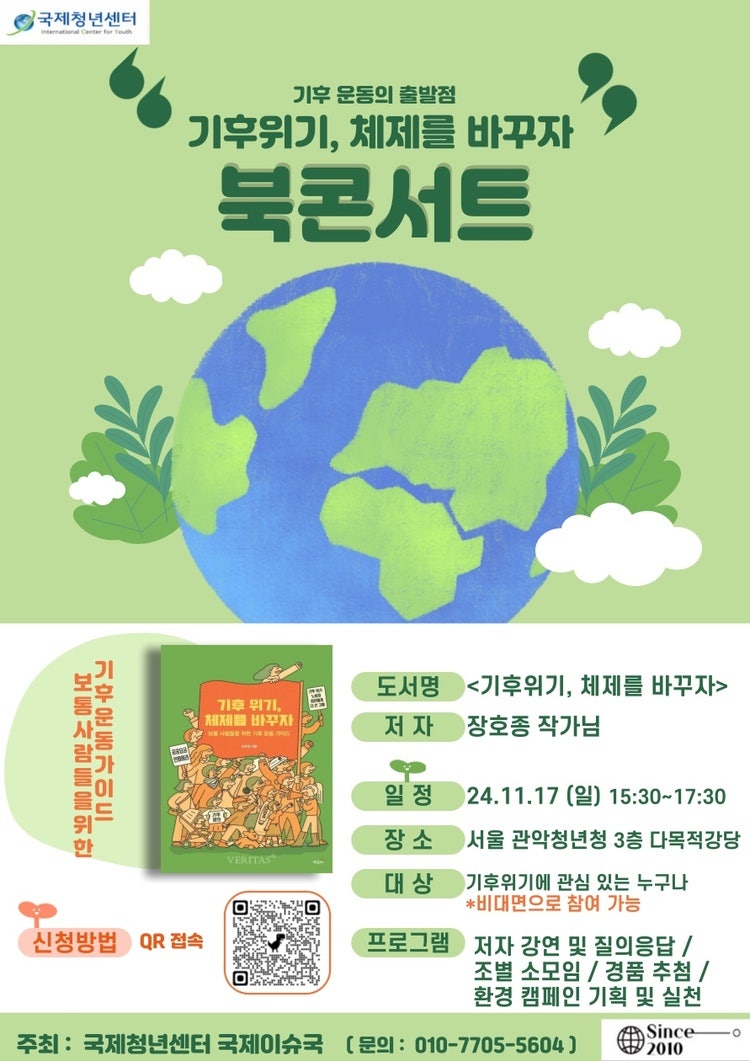 국제청년센터
International Center for Youth
기후 운동의 출발점
기후위기, 체제를 바꾸자
북콘서트
보통사람들을위한
기후운동가이드
기후 위기,
체제를 바꾸자
보통 사람들을 위한 기후 운동 가이드
VERITAS
도서명 <기후위기, 체제를 바꾸자>
저 자 장호종 작가님
일 정 24.11.17 (일) 15:30~17:30
장 소 서울 관악청년청 3층 다목적강당
대 상 기후위기에 관심 있는 누구나
*비대면으로 참여 가능
프로그램 저자 강연 및 질의응답 /
조별 소모임 / 경품 추첨 /
환경 캠페인 기획 및 실천
신청방법 QR 접속
주최 : 국제청년센터 국제이슈국 ( 문의 : 010-7705-5604 )
Since
2010